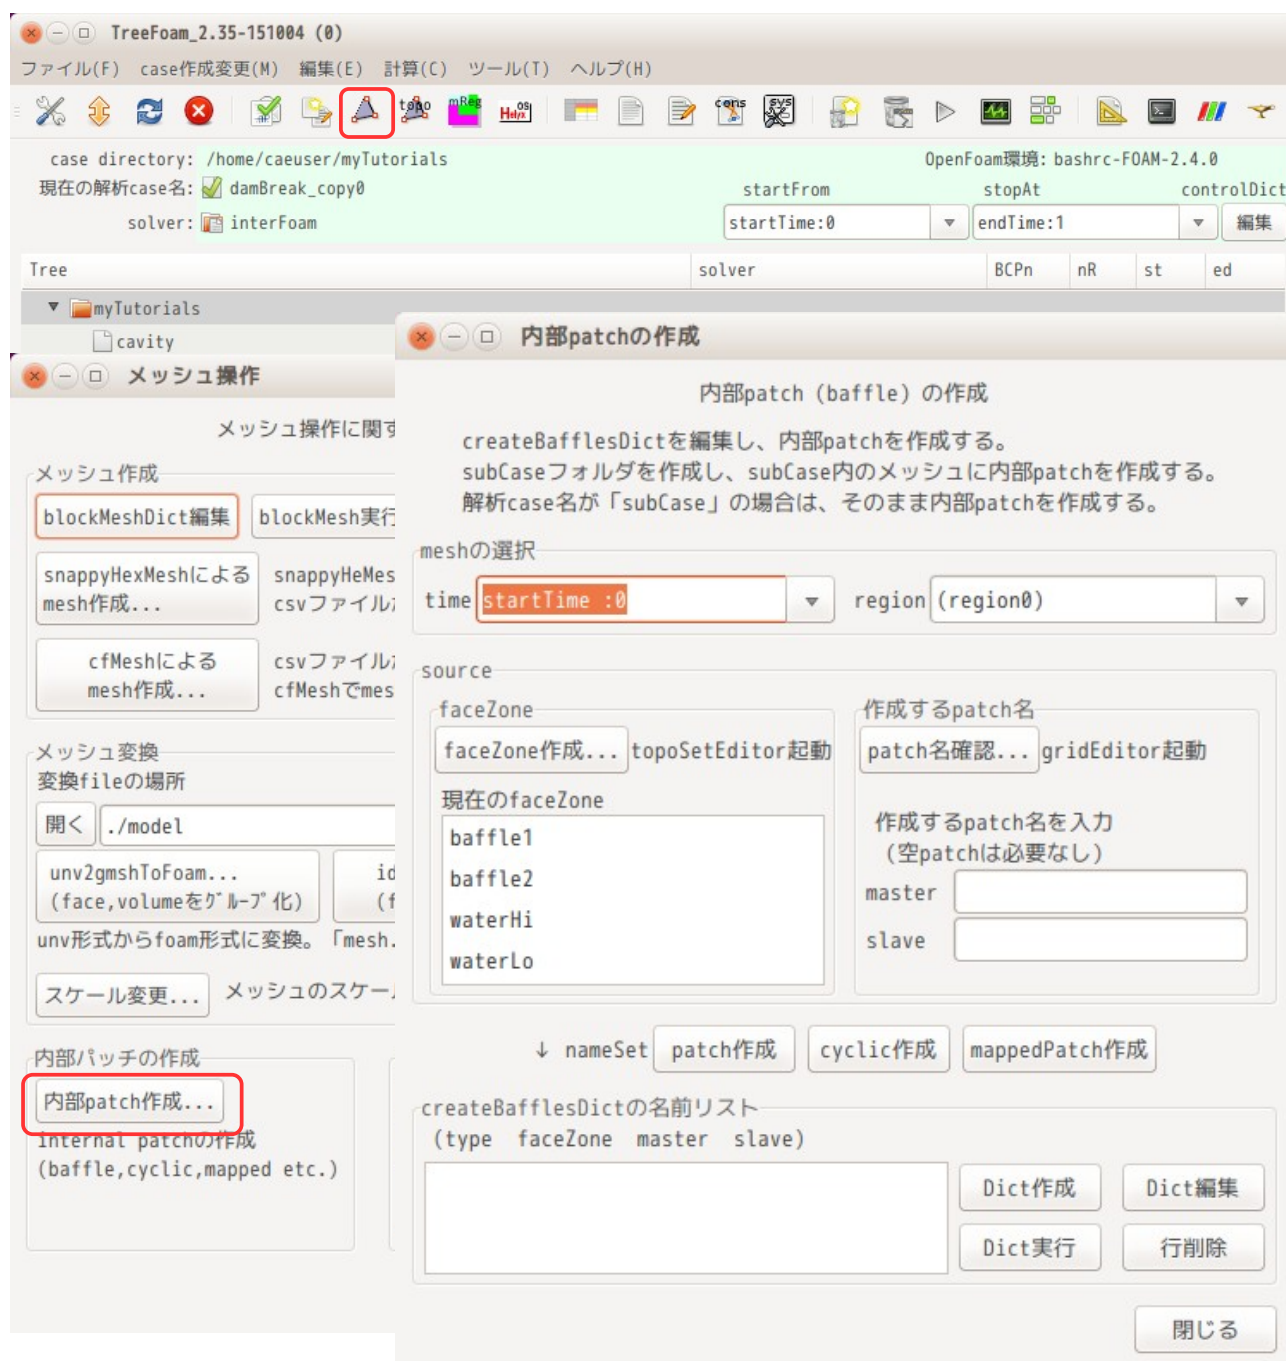 TreeFoam_2.35-151004 (0)
ファイル(F) case作成変更(M) 編集(E) 計算(C) ツール(T) ヘルプ(H)
topo mReg Helyx OS cons sys
case directory: /home/caeuser/myTutorials OpenFoam環境: bashrc-FOAM-2.4.0
現在の解析case名: damBreak_copy0 startFrom stopAt controlDict
solver: interFoam startTime:0 endTime:1 編集
Tree solver BCPn nR st ed
myTutorials
cavity
メッシュ操作
メッシュ操作に関す
メッシュ作成
blockMeshDict編集 blockMesh実行
snappyHexMeshによる
mesh作成...
snappyHeMes
csvファイルか
cfMeshによる
mesh作成...
csvファイルか
cfMeshでmes
メッシュ変換
変換fileの場所
開く ./model
unv2gmshToFoam...
(face,volumeをグループ化)
id
(f
unv形式からfoam形式に変換。「mesh.
スケール変更... メッシュのスケー
内部パッチの作成
内部patch作成...
internal patchの作成
(baffle,cyclic,mapped etc.)
内部patchの作成
内部patch (baffle) の作成
createBafflesDictを編集し、内部patchを作成する。
subCaseフォルダを作成し、subCase内のメッシュに内部patchを作成する。
解析case名が「subCase」の場合は、そのまま内部patchを作成する。
meshの選択
time startTime :0 region (region0)
source
faceZone
faceZone作成... topoSetEditor起動
現在のfaceZone
baffle1
baffle2
waterHi
waterLo
作成するpatch名
patch名確認... gridEditor起動
作成するpatch名を入力
(空patchは必要なし)
master
slave
↓ nameSet patch作成 cyclic作成 mappedPatch作成
createBafflesDictの名前リスト
(type faceZone master slave)
Dict作成 Dict編集
Dict実行 行削除
閉じる